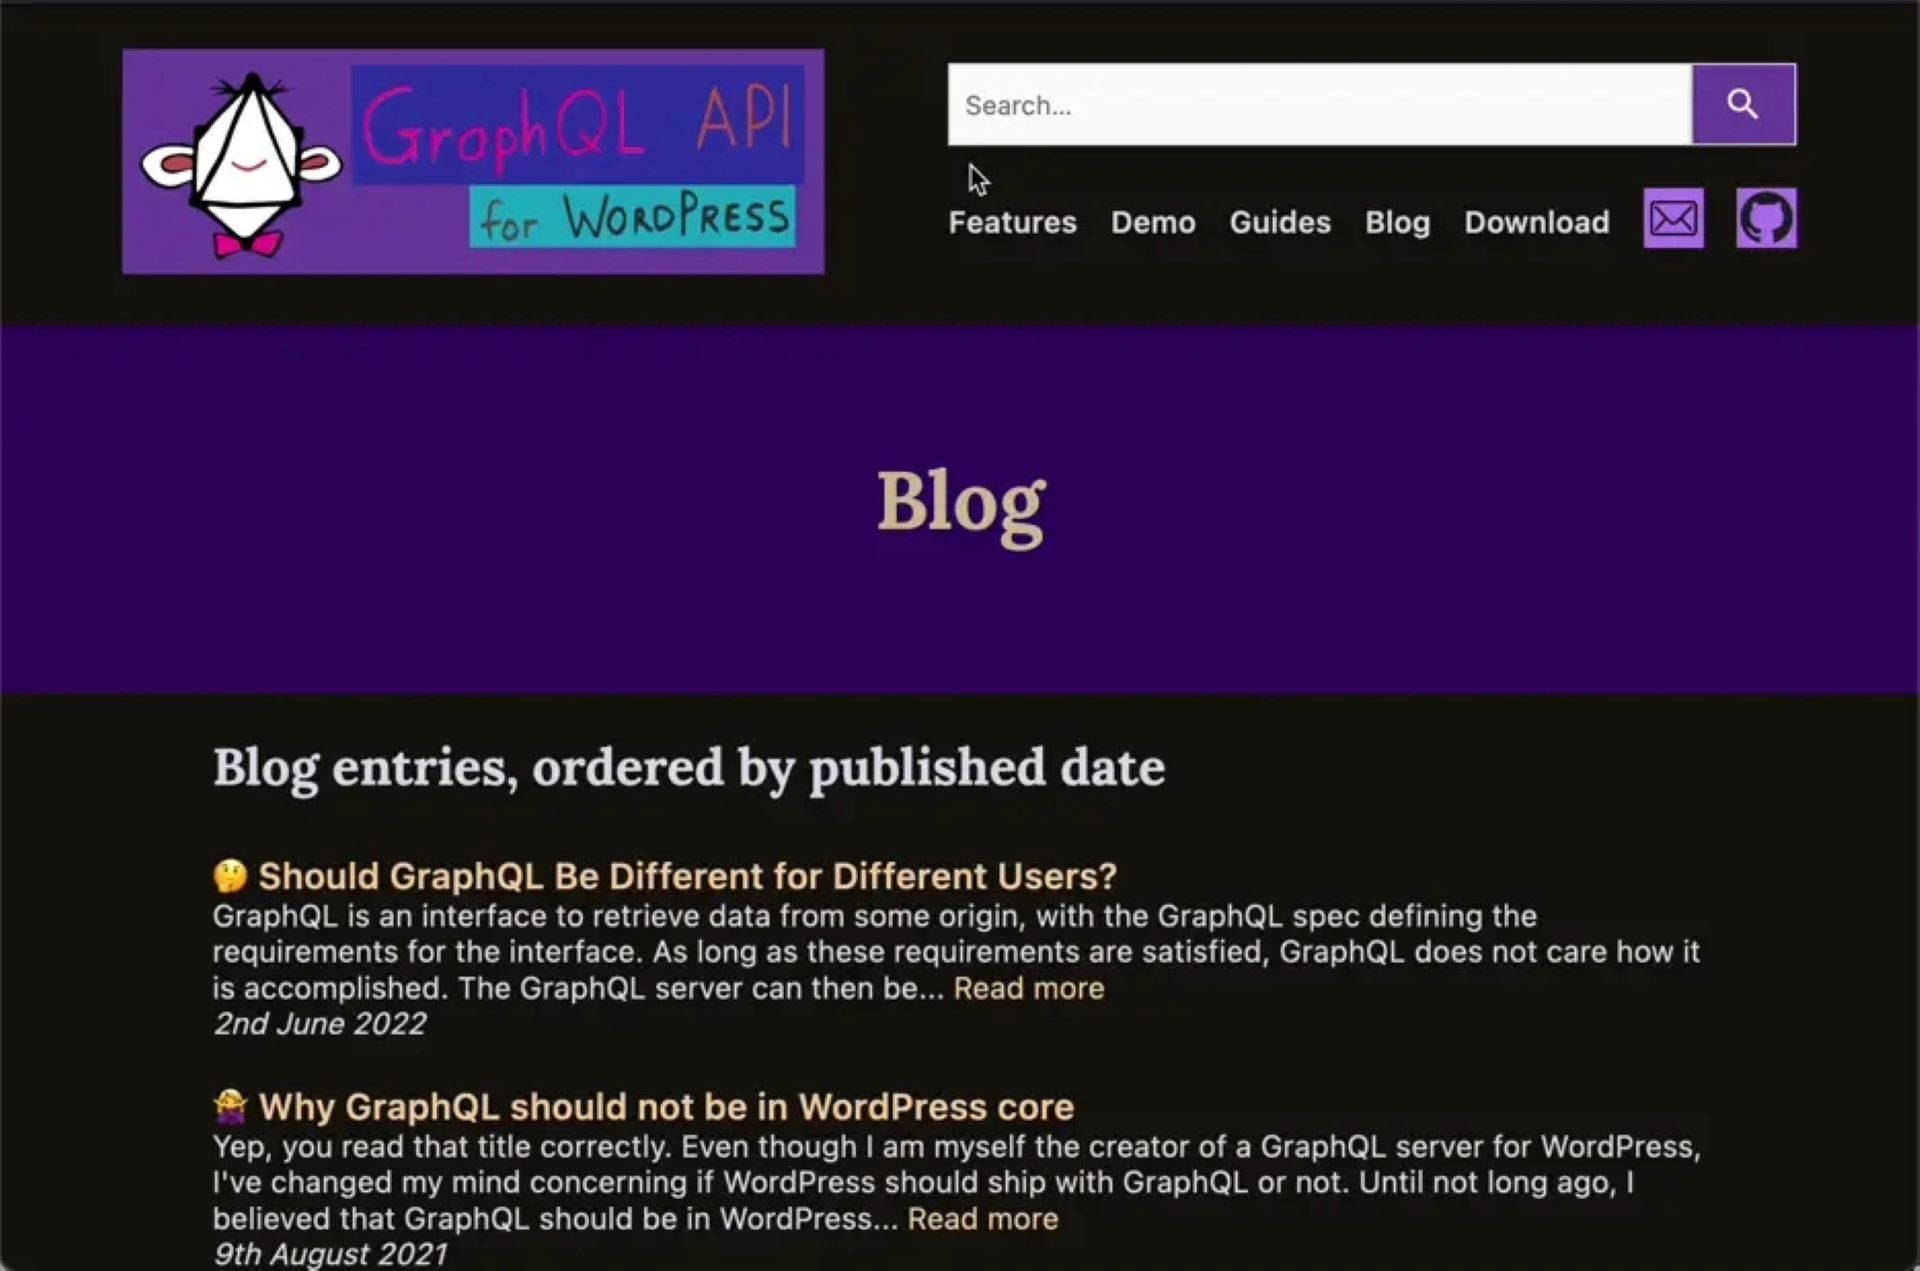 GraphQL API
for WORDPRESS
Search...
Features Demo Guides Blog Download
Blog
Blog entries, ordered by published date
🤔 Should GraphQL Be Different for Different Users?
GraphQL is an interface to retrieve data from some origin, with the GraphQL spec defining the
requirements for the interface. As long as these requirements are satisfied, GraphQL does not care how it
is accomplished. The GraphQL server can then be... Read more
2nd June 2022
🙅‍♀️ Why GraphQL should not be in WordPress core
Yep, you read that title correctly. Even though I am myself the creator of a GraphQL server for WordPress,
I've changed my mind concerning if WordPress should ship with GraphQL or not. Until not long ago, I
believed that GraphQL should be in WordPress... Read more
9th August 2021